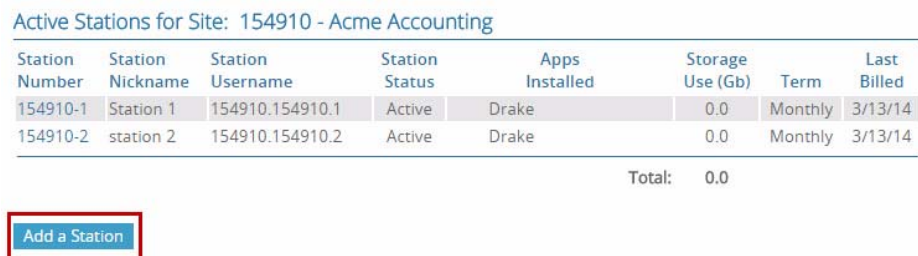 Active Stations for Site: 154910 - Acme Accounting
Station Station Station Station Apps Storage Last
Number Nickname Username Status Installed Use (Gb) Term Billed
154910-1 Station 1 154910.154910.1 Active Drake 0.0 Monthly 3/13/14
154910-2 station 2 154910.154910.2 Active Drake 0.0 Monthly 3/13/14
Total: 0.0
Add a Station